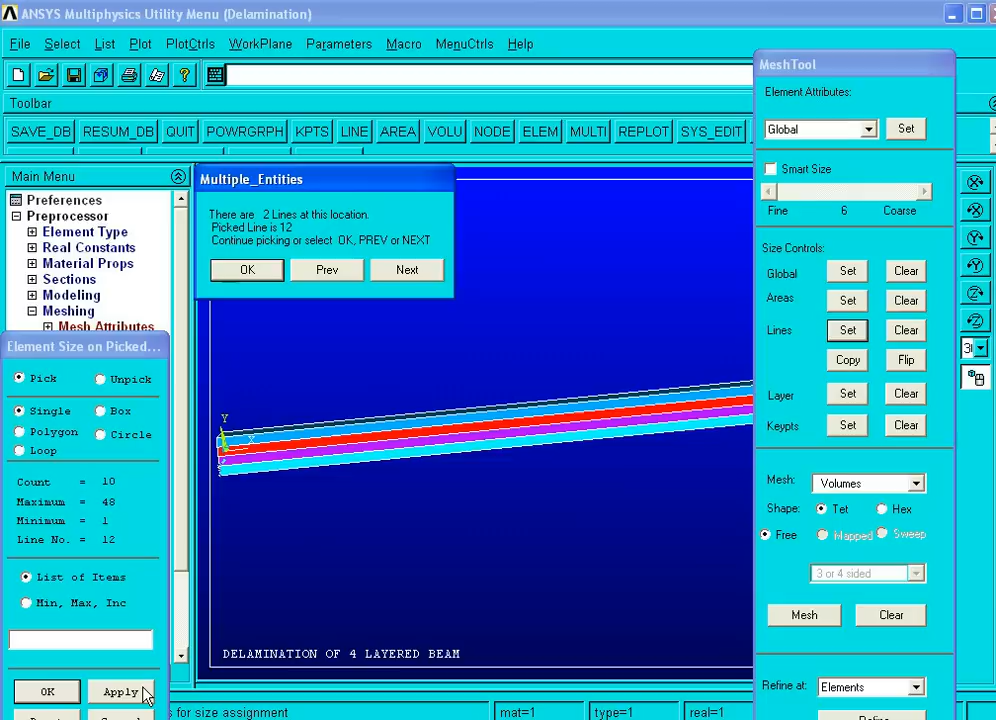 ANSYS Multiphysics Utility Menu (Delamination)
File Select List Plot PlotCtrls WorkPlane Parameters Macro MenuCtrls Help
Toolbar
SAVE_DB RESUM_DB QUIT POWRGRPH KPTS LINE AREA VOLU NODE ELEM MULTI REPLOT SYS_EDIT
Main Menu
Preferences
Preprocessor
Element Type
Real Constants
Material Props
Sections
Modeling
Meshing
Mesh Attributes
Multiple_Entities
There are 2 Lines at this location.
Picked Line is 12
Continue picking or select OK, PREV or NEXT
OK Prev Next
Element Size on Picked...
Pick Unpick
Single Box
Polygon Circle
Loop
Count = 10
Maximum = 48
Minimum = 1
Line No. = 12
List of Items
Min, Max, Inc
OK Apply
Y
X
DELAMINATION OF 4 LAYERED BEAM
s for size assignment mat=1 type=1 real=1
MeshTool
Element Attributes:
Global Set
Smart Size
Fine 6 Coarse
Size Controls:
Global Set Clear
Areas Set Clear
Lines Set Clear
Copy Flip
Layer Set Clear
Keypts Set Clear
Mesh: Volumes
Shape: Tet Hex
Free Mapped Sweep
3 or 4 sided
Mesh Clear
Refine at: Elements